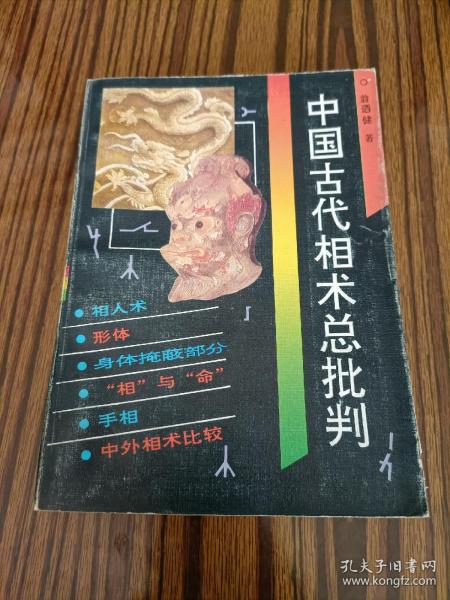 翁遒健 著
中国古代相术总批判
相人术
形体
身体掩蔽部分
“相”与“命”
手相
中外相术比较
孔夫子旧书网
www.kongfz.com